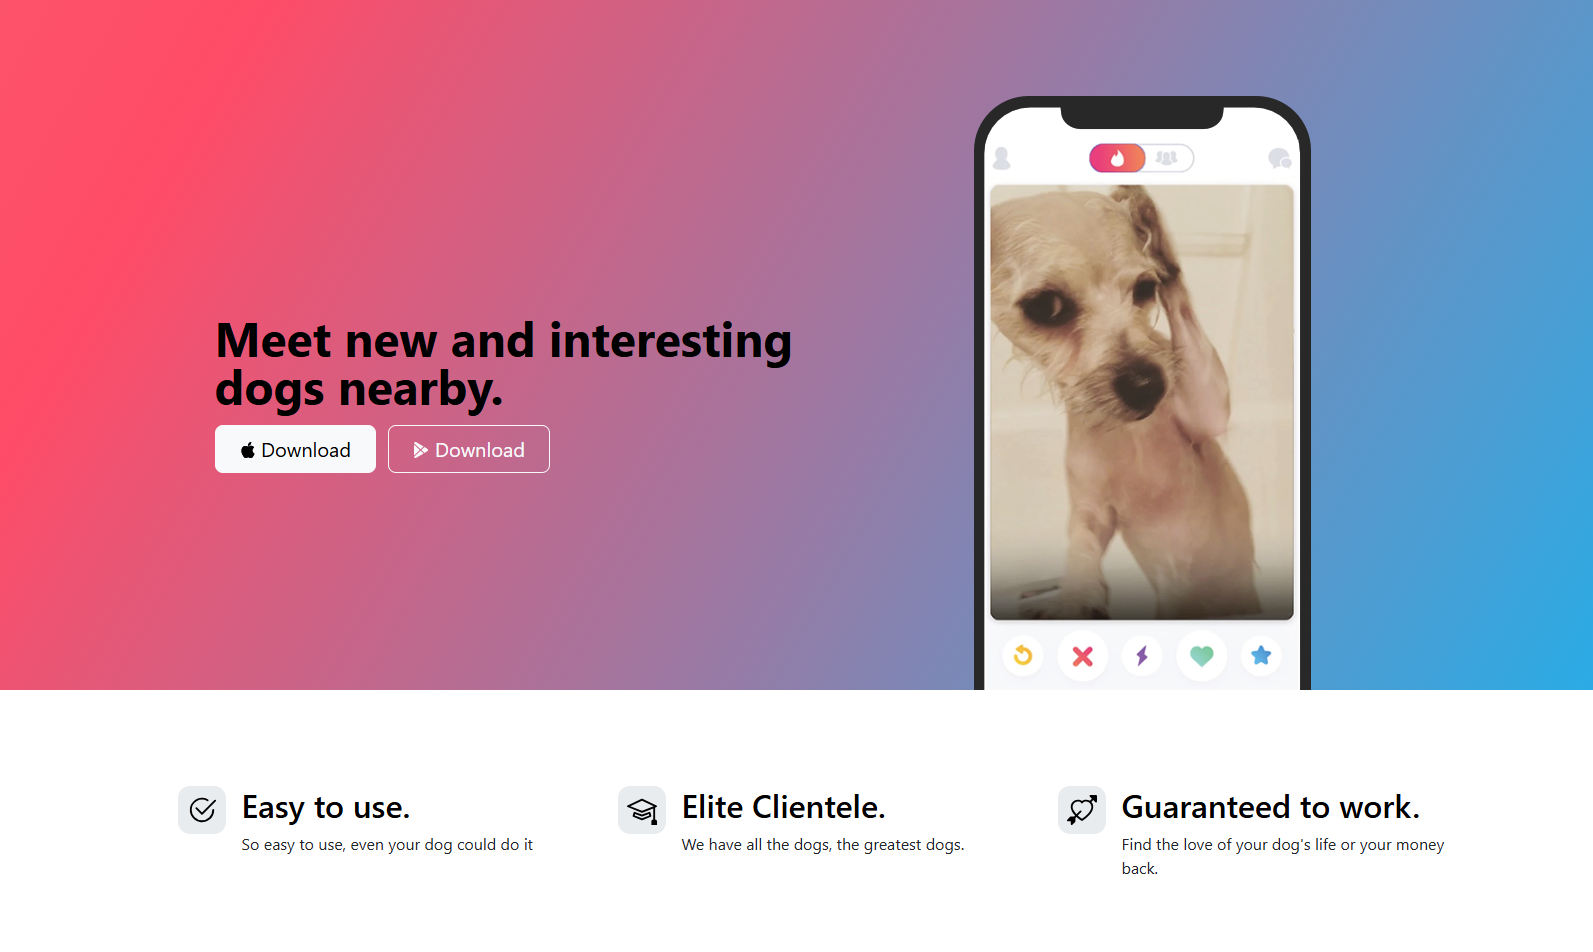 Meet new and interesting
dogs nearby.
Download
Download
Easy to use.
So easy to use, even your dog could do it
Elite Clientele.
We have all the dogs, the greatest dogs.
Guaranteed to work.
Find the love of your dog's life or your money
back.